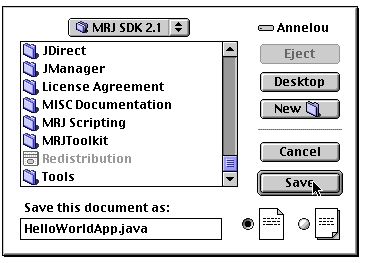 MRJ SDK 2.1
Annelou
JDirect
JManager
License Agreement
MISC Documentation
MRJ Scripting
MRJToolkit
Redistribution
Tools
Eject
Desktop
New
Cancel
Save
Save this document as:
HelloWorldApp.java